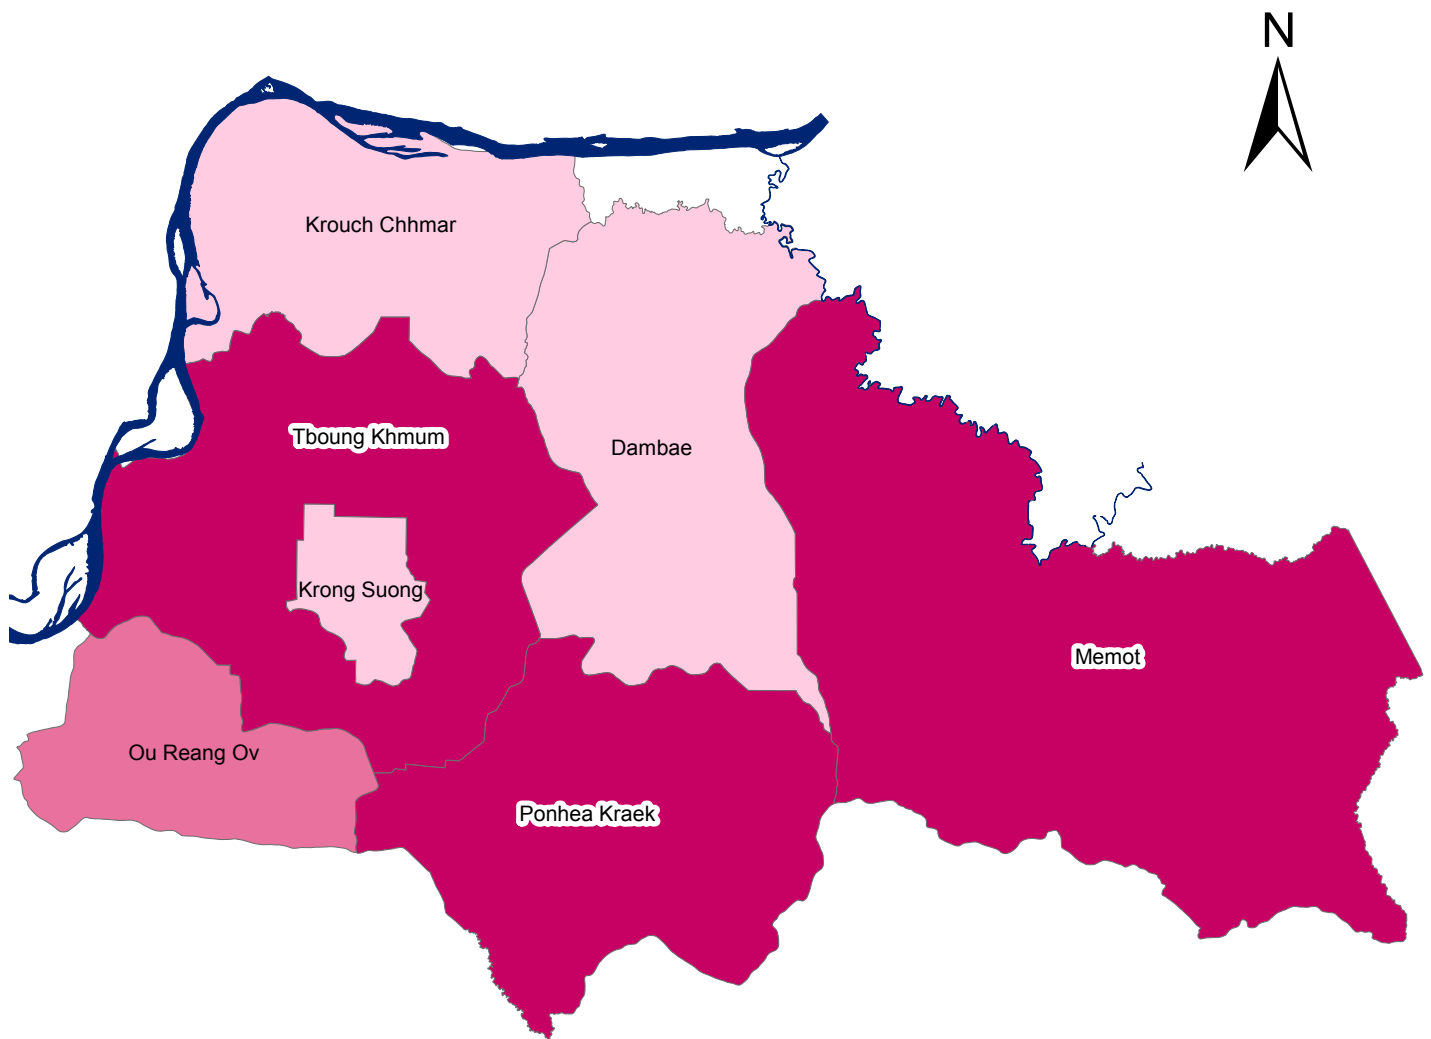 N
Krouch Chhmar
Tboung Khmum
Dambae
Krong Suong
Memot
Ou Reang Ov
Ponhea Kraek